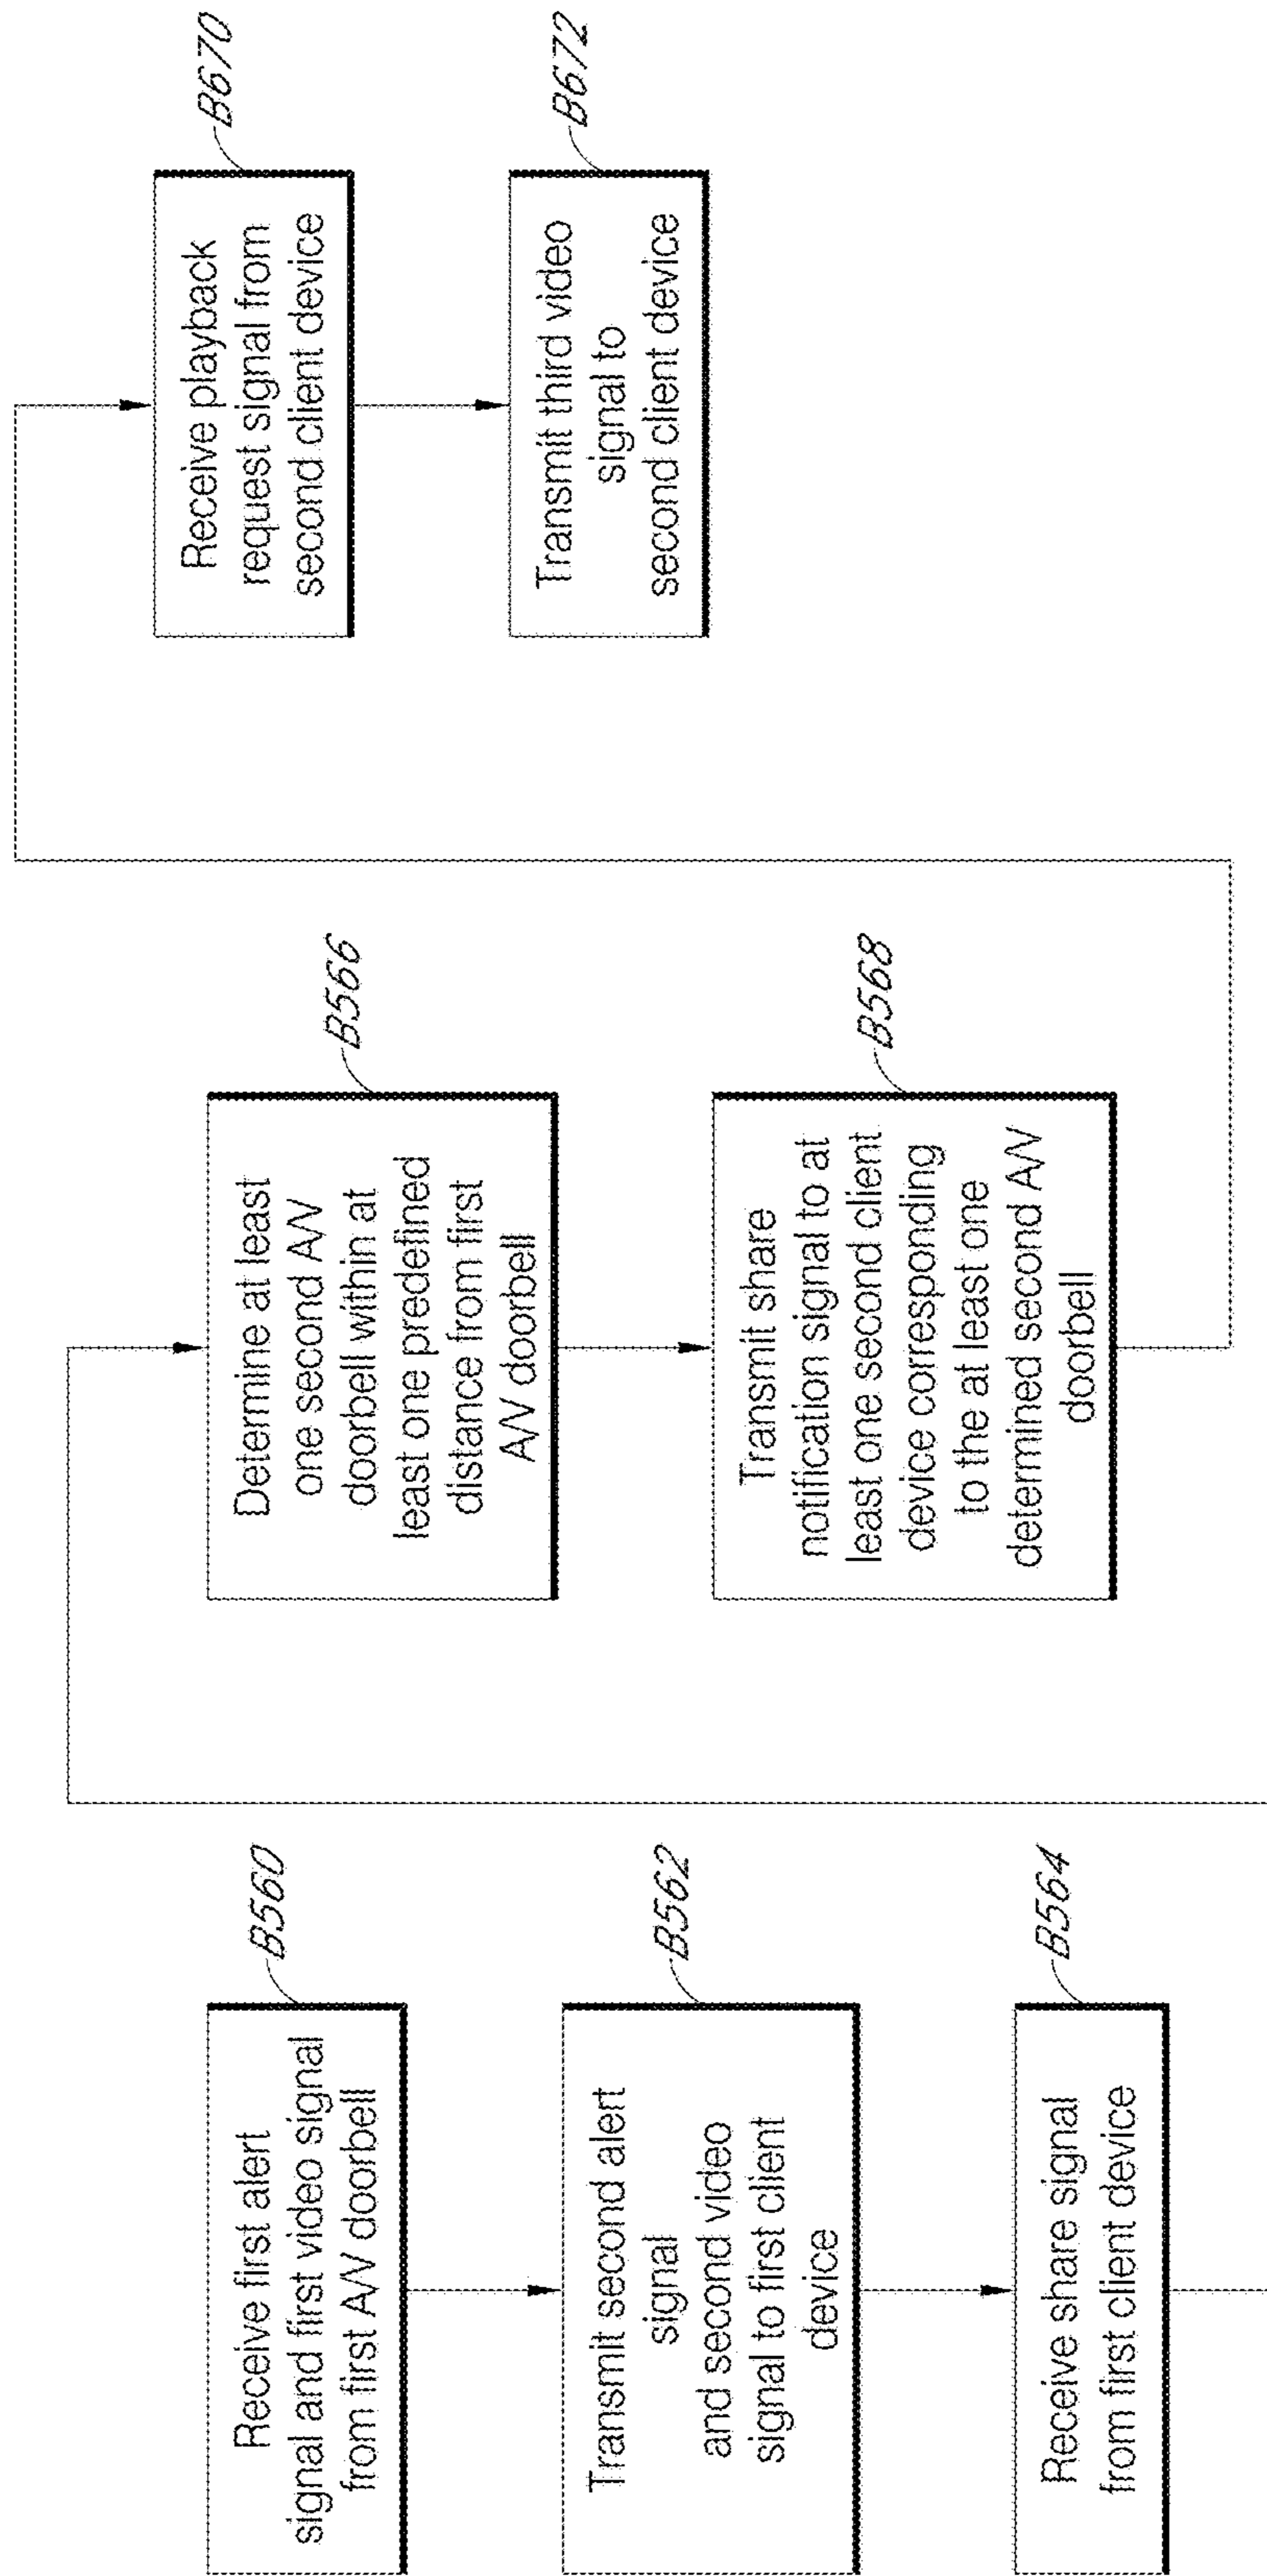 Receive first alert
signal and first video signal
from first A/V doorbell
B560
Transmit second alert
signal
and second video
signal to first client
device
B562
Receive share signal
from first client device
B564
Determine at least
one second A/V
doorbell within at
least one predefined
distance from first
A/V doorbell
B566
Transmit share
notification signal to at
least one second client
device corresponding
to the at least one
determined second A/V
doorbell
B568
Receive playback
request signal from
second client device
B670
Transmit third video
signal to
second client device
B672